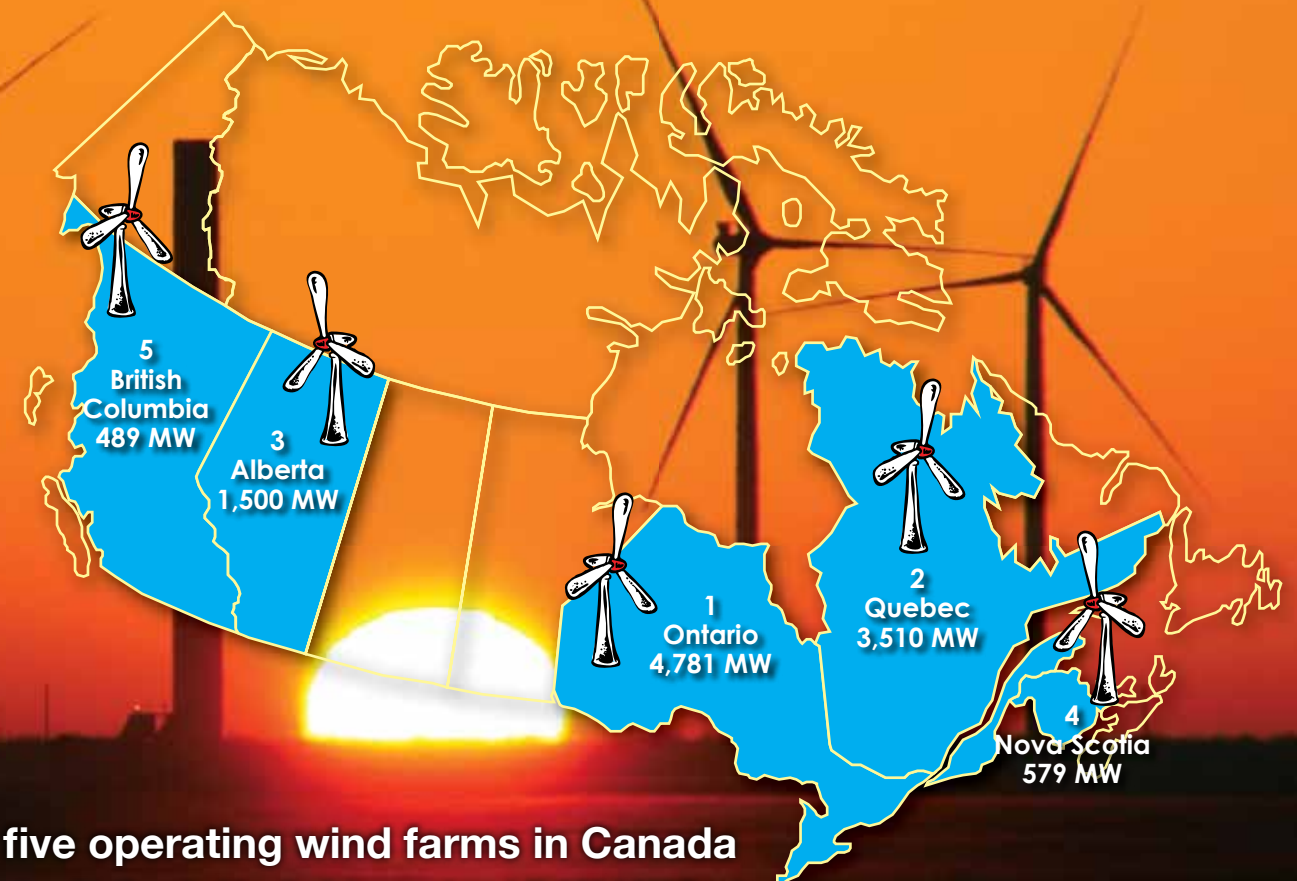 5
British
Columbia
489 MW
3
Alberta
1,500 MW
1
Ontario
4,781 MW
2
Quebec
3,510 MW
4
Nova Scotia
579 MW
five operating wind farms in Canada